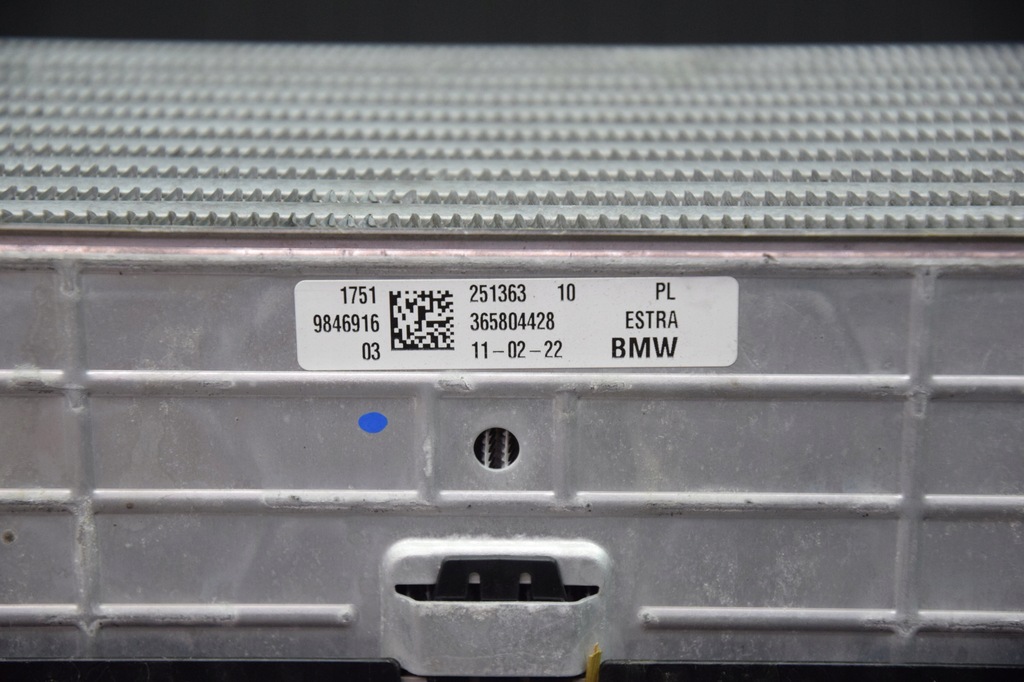 1751 251363 10 PL
9846916 365804428 ESTRA
03 11-02-22 BMW